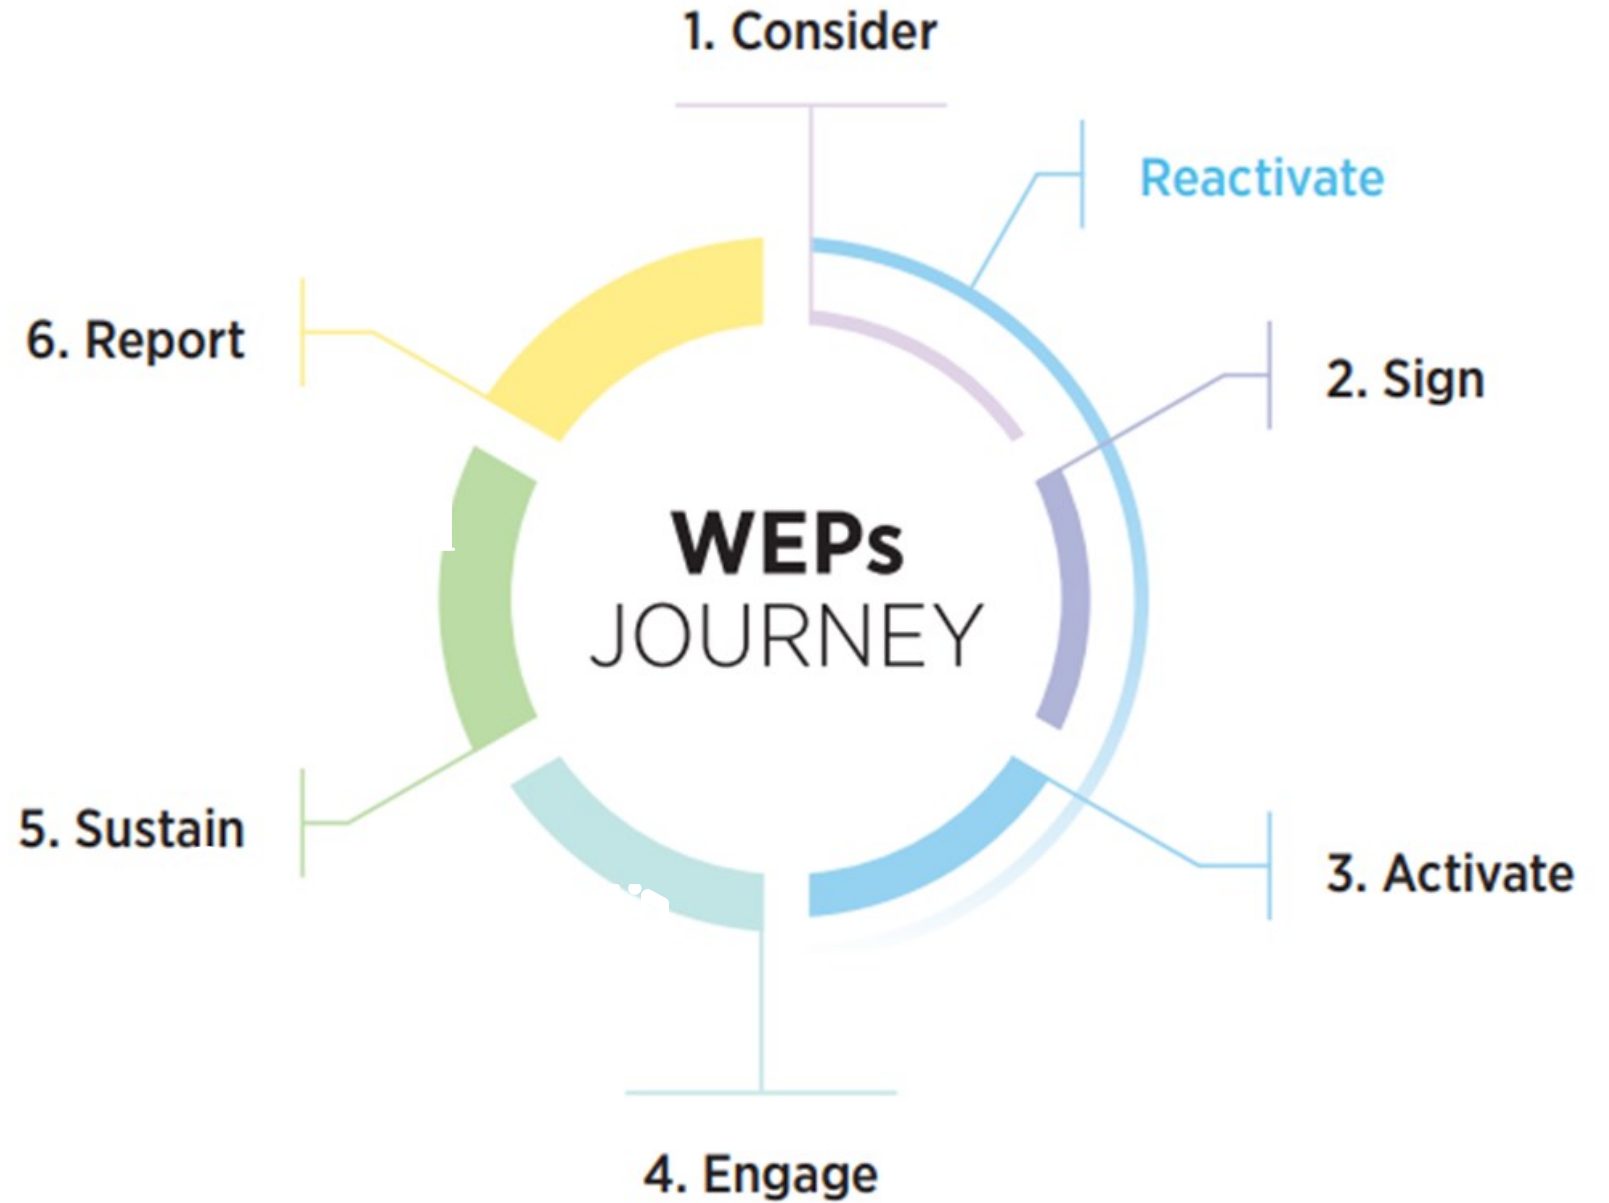 1. Consider
Reactivate
2. Sign
3. Activate
4. Engage
5. Sustain
6. Report
WEPs
JOURNEY